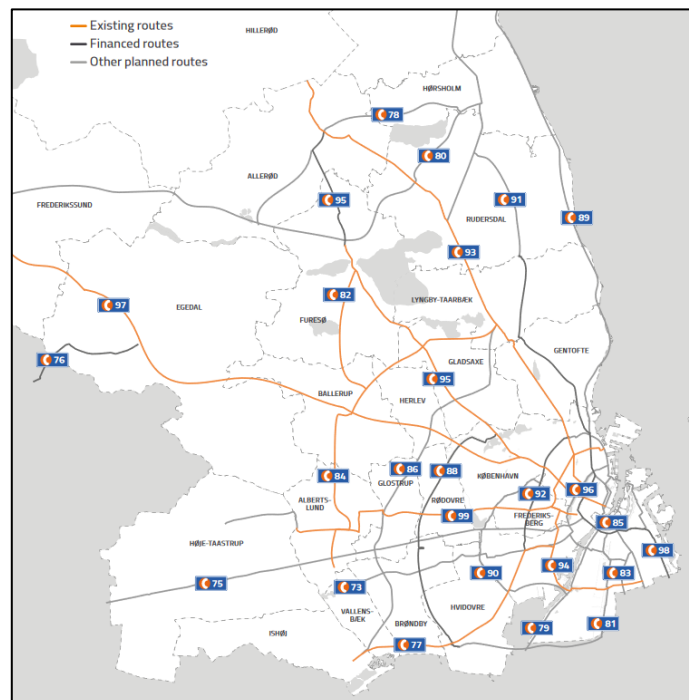 Existing routes
Financed routes
Other planned routes
HILLERØD
HØRSHOLM
78
80
ALLERØD
95
91
FREDERIKSSUND
RUDERSDAL
89
93
82
97
EGEDAL
LYNGBY-TAARBÆK
FURESØ
76
GENTOFTE
GLADSAXE
95
BALLERUP
HERLEV
86
88
84
GLOSTRUP
KØBENHAVN
96
92
ALBERTS-
LUND
RØDOVRE
99
FREDERIKS-
BERG
85
HØJE-TAASTRUP
98
94
90
83
75
73
VALLENS-
BÆK
HVIDOVRE
BRØNDBY
79
81
ISHØJ
77